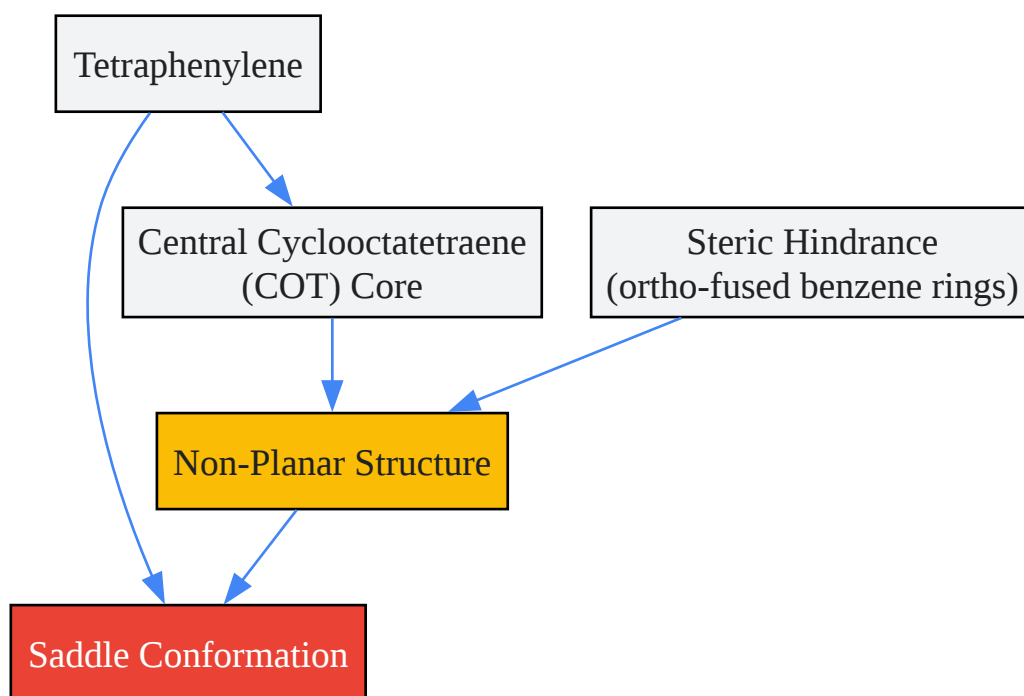 Tetraphenylene
Central Cyclooctatetraene
(COT) Core
Steric Hindrance
(ortho-fused benzene rings)
Non-Planar Structure
Saddle Conformation